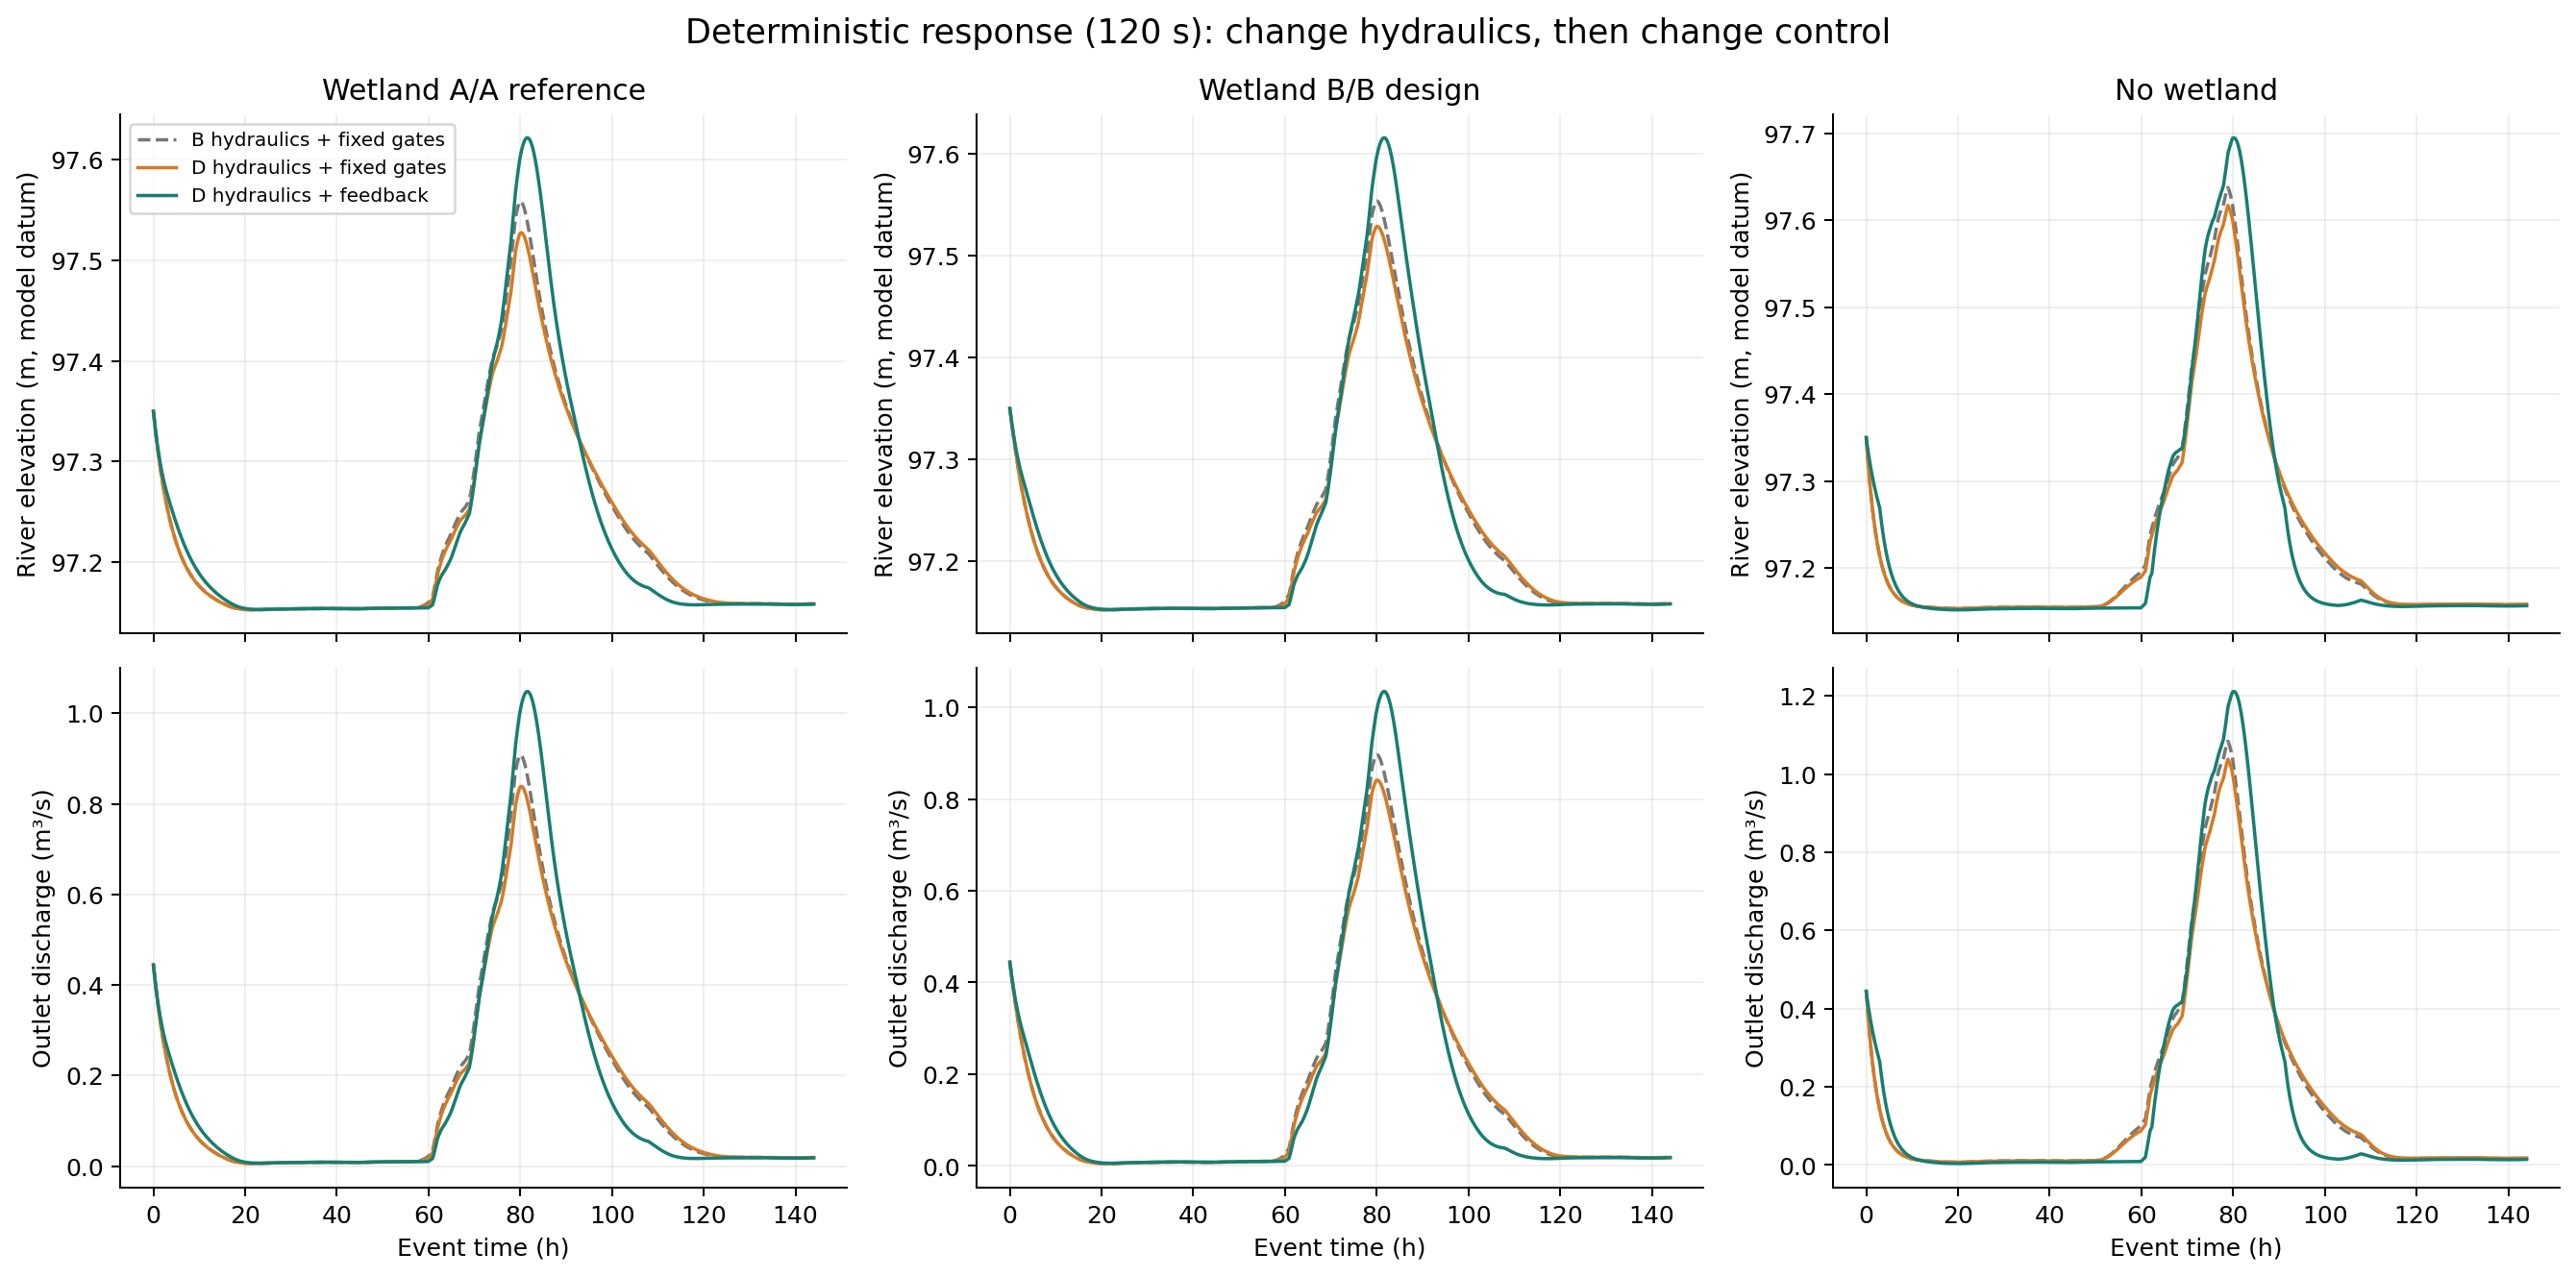 Deterministic response (120 s): change hydraulics, then change control
Wetland A/A reference
B hydraulics + fixed gates
D hydraulics + fixed gates
D hydraulics + feedback
River elevation (m, model datum)
97.6
97.5
97.4
97.3
97.2
Wetland B/B design
River elevation (m, model datum)
97.6
97.5
97.4
97.3
97.2
No wetland
River elevation (m, model datum)
97.7
97.6
97.5
97.4
97.3
97.2
Outlet discharge (m³/s)
1.0
0.8
0.6
0.4
0.2
0.0
0 20 40 60 80 100 120 140
Event time (h)
Outlet discharge (m³/s)
1.0
0.8
0.6
0.4
0.2
0.0
0 20 40 60 80 100 120 140
Event time (h)
Outlet discharge (m³/s)
1.2
1.0
0.8
0.6
0.4
0.2
0.0
0 20 40 60 80 100 120 140
Event time (h)